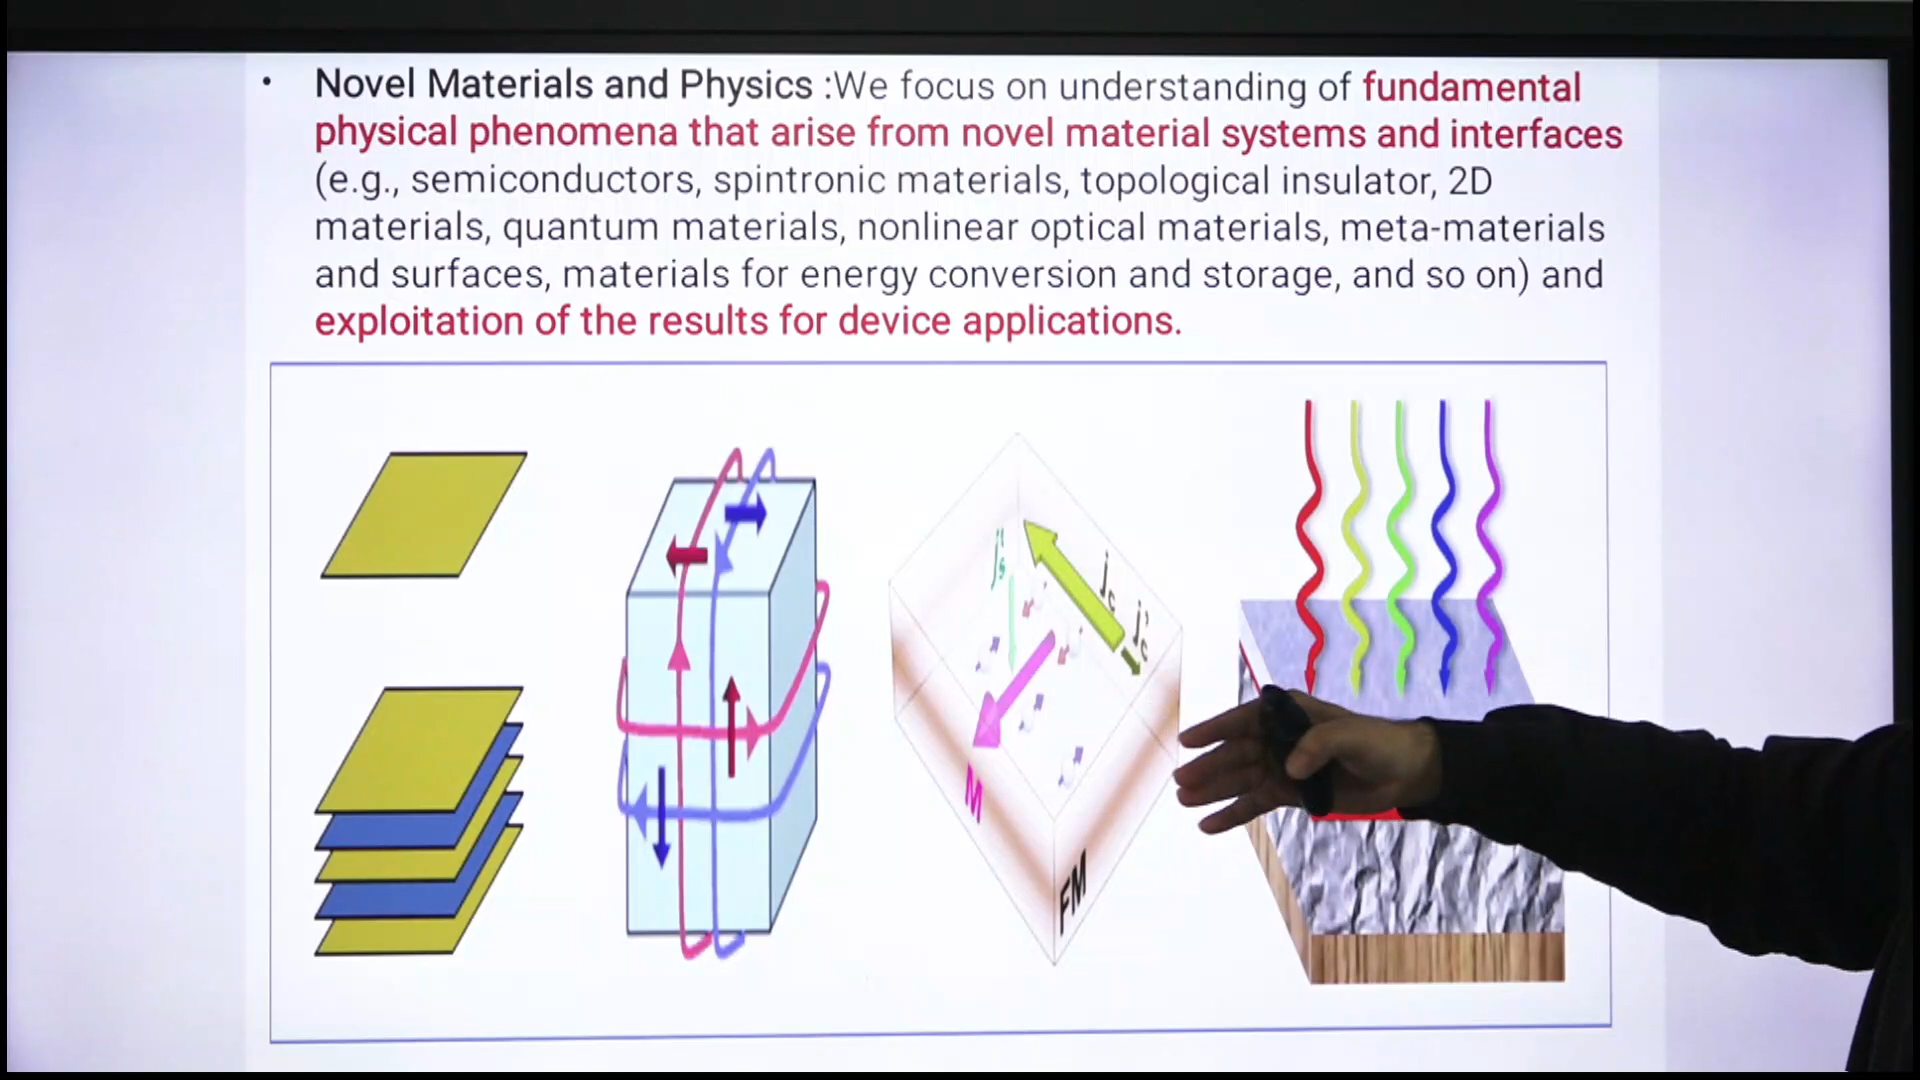 • Novel Materials and Physics :We focus on understanding of fundamental
physical phenomena that arise from novel material systems and interfaces
(e.g., semiconductors, spintronic materials, topological insulator, 2D
materials, quantum materials, nonlinear optical materials, meta-materials
and surfaces, materials for energy conversion and storage, and so on) and
exploitation of the results for device applications.
jc
M
FM